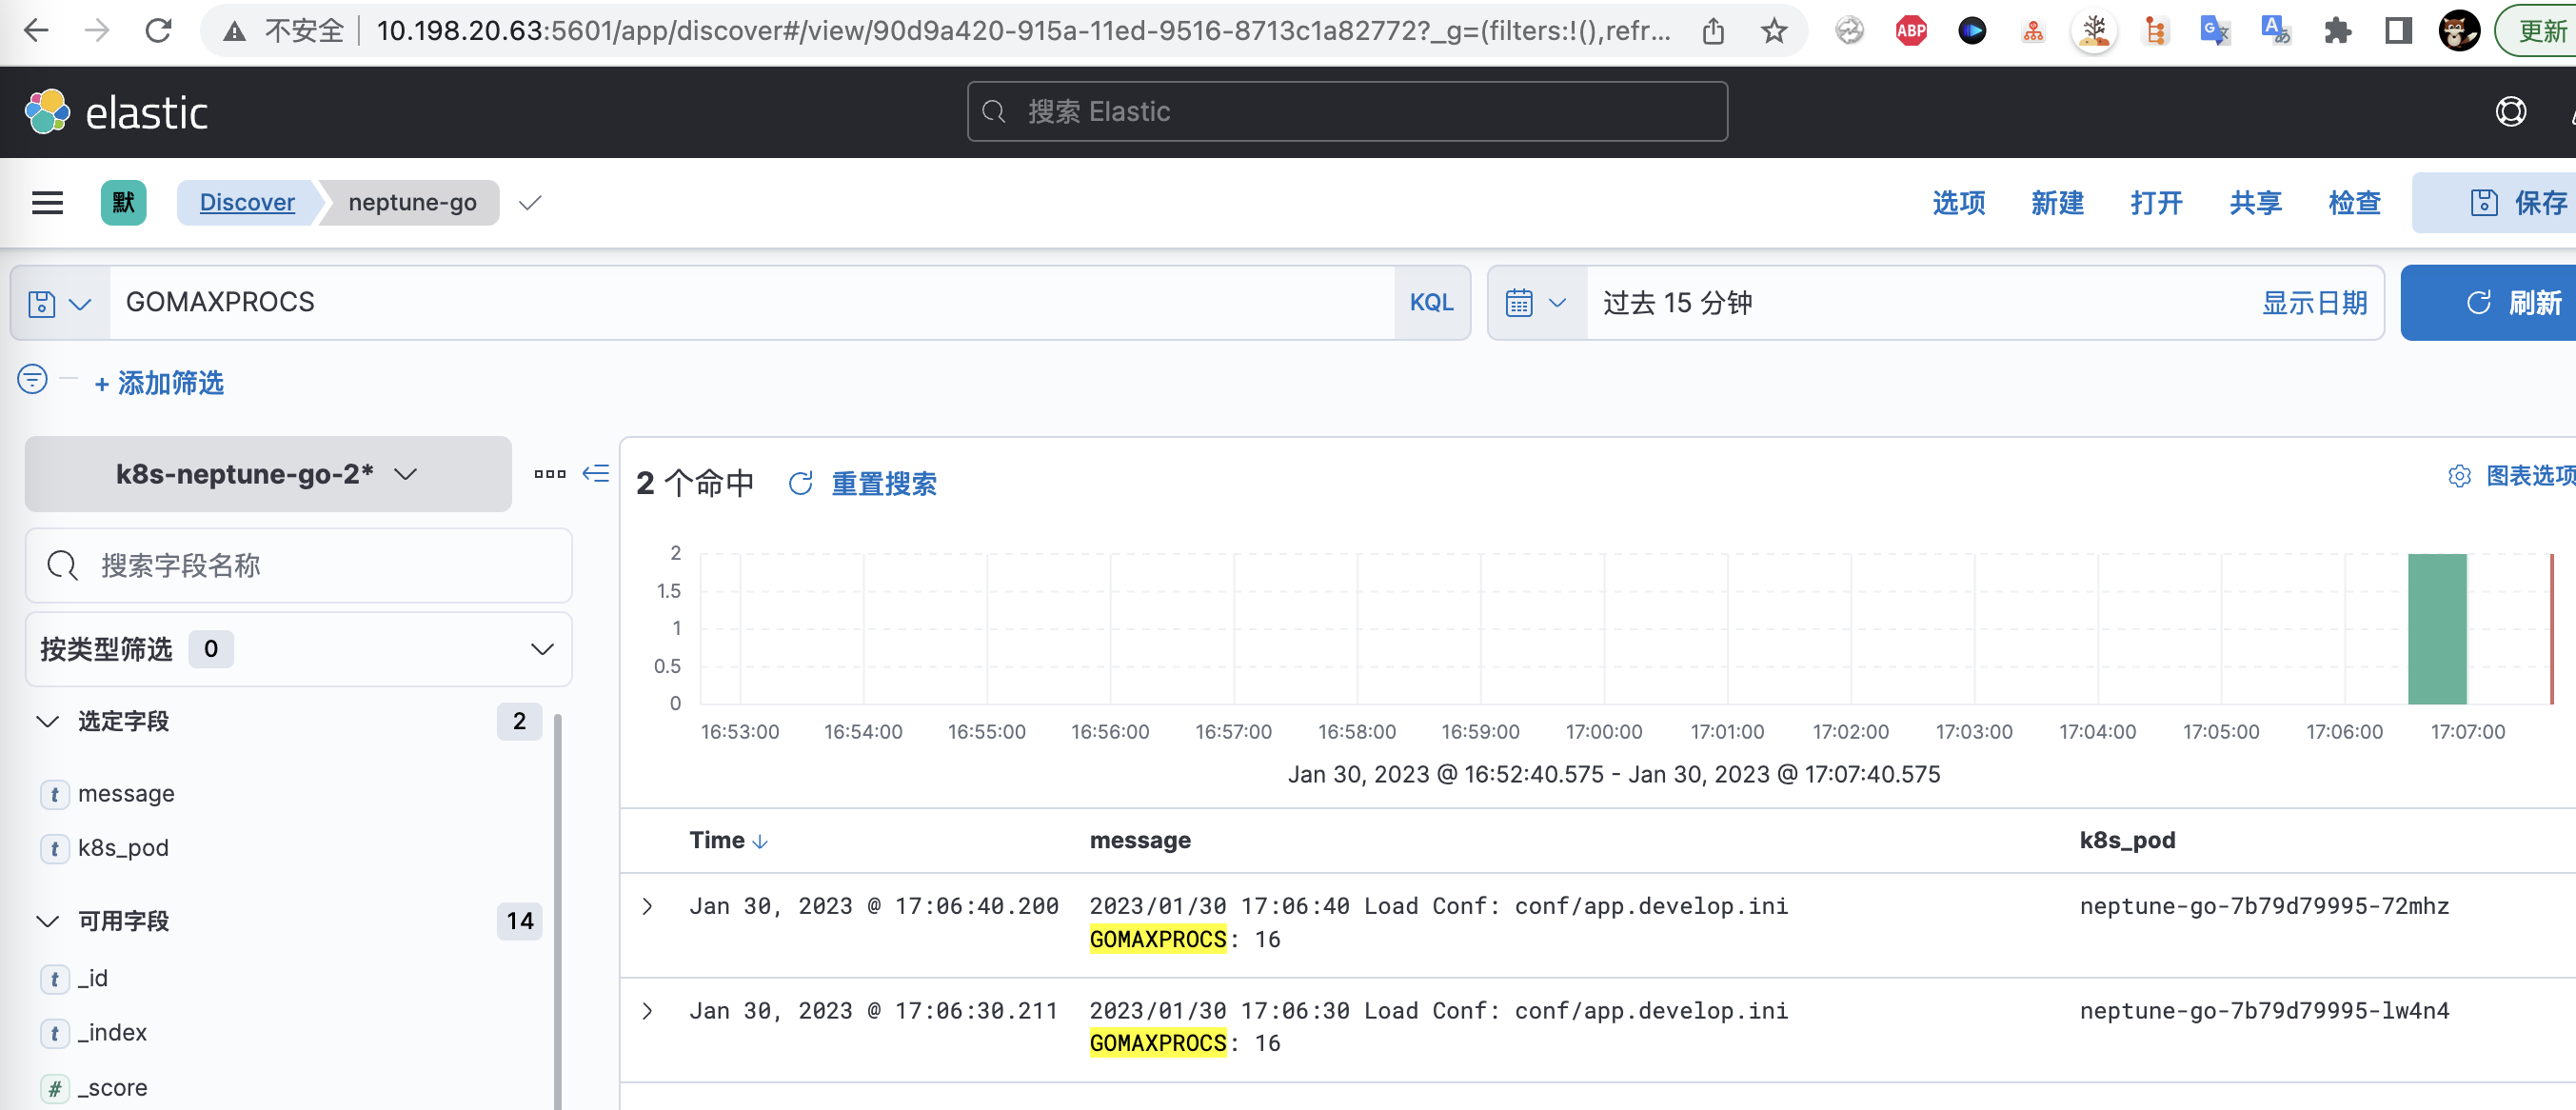 不安全 10.198.20.63:5601/app/discover#/view/90d9a420-915a-11ed-9516-8713c1a82772?_g=(filters:!(),refr...
ABP
更新
elastic
搜索 Elastic
默 Discover neptune-go
选项 新建 打开 共享 检查 保存
GOMAXPROCS KQL 过去 15 分钟 显示日期 刷新
+ 添加筛选
k8s-neptune-go-2*
搜索字段名称
按类型筛选 0
选定字段 2
t message
t k8s_pod
可用字段 14
t _id
t _index
# _score
2 个命中 重置搜索 图表选项
2
1.5
1
0.5
0
16:53:00 16:54:00 16:55:00 16:56:00 16:57:00 16:58:00 16:59:00 17:00:00 17:01:00 17:02:00 17:03:00 17:04:00 17:05:00 17:06:00 17:07:00
Jan 30, 2023 @ 16:52:40.575 - Jan 30, 2023 @ 17:07:40.575
Time message k8s_pod
Jan 30, 2023 @ 17:06:40.200 2023/01/30 17:06:40 Load Conf: conf/app.develop.ini neptune-go-7b79d79995-72mhz
GOMAXPROCS: 16
Jan 30, 2023 @ 17:06:30.211 2023/01/30 17:06:30 Load Conf: conf/app.develop.ini neptune-go-7b79d79995-lw4n4
GOMAXPROCS: 16